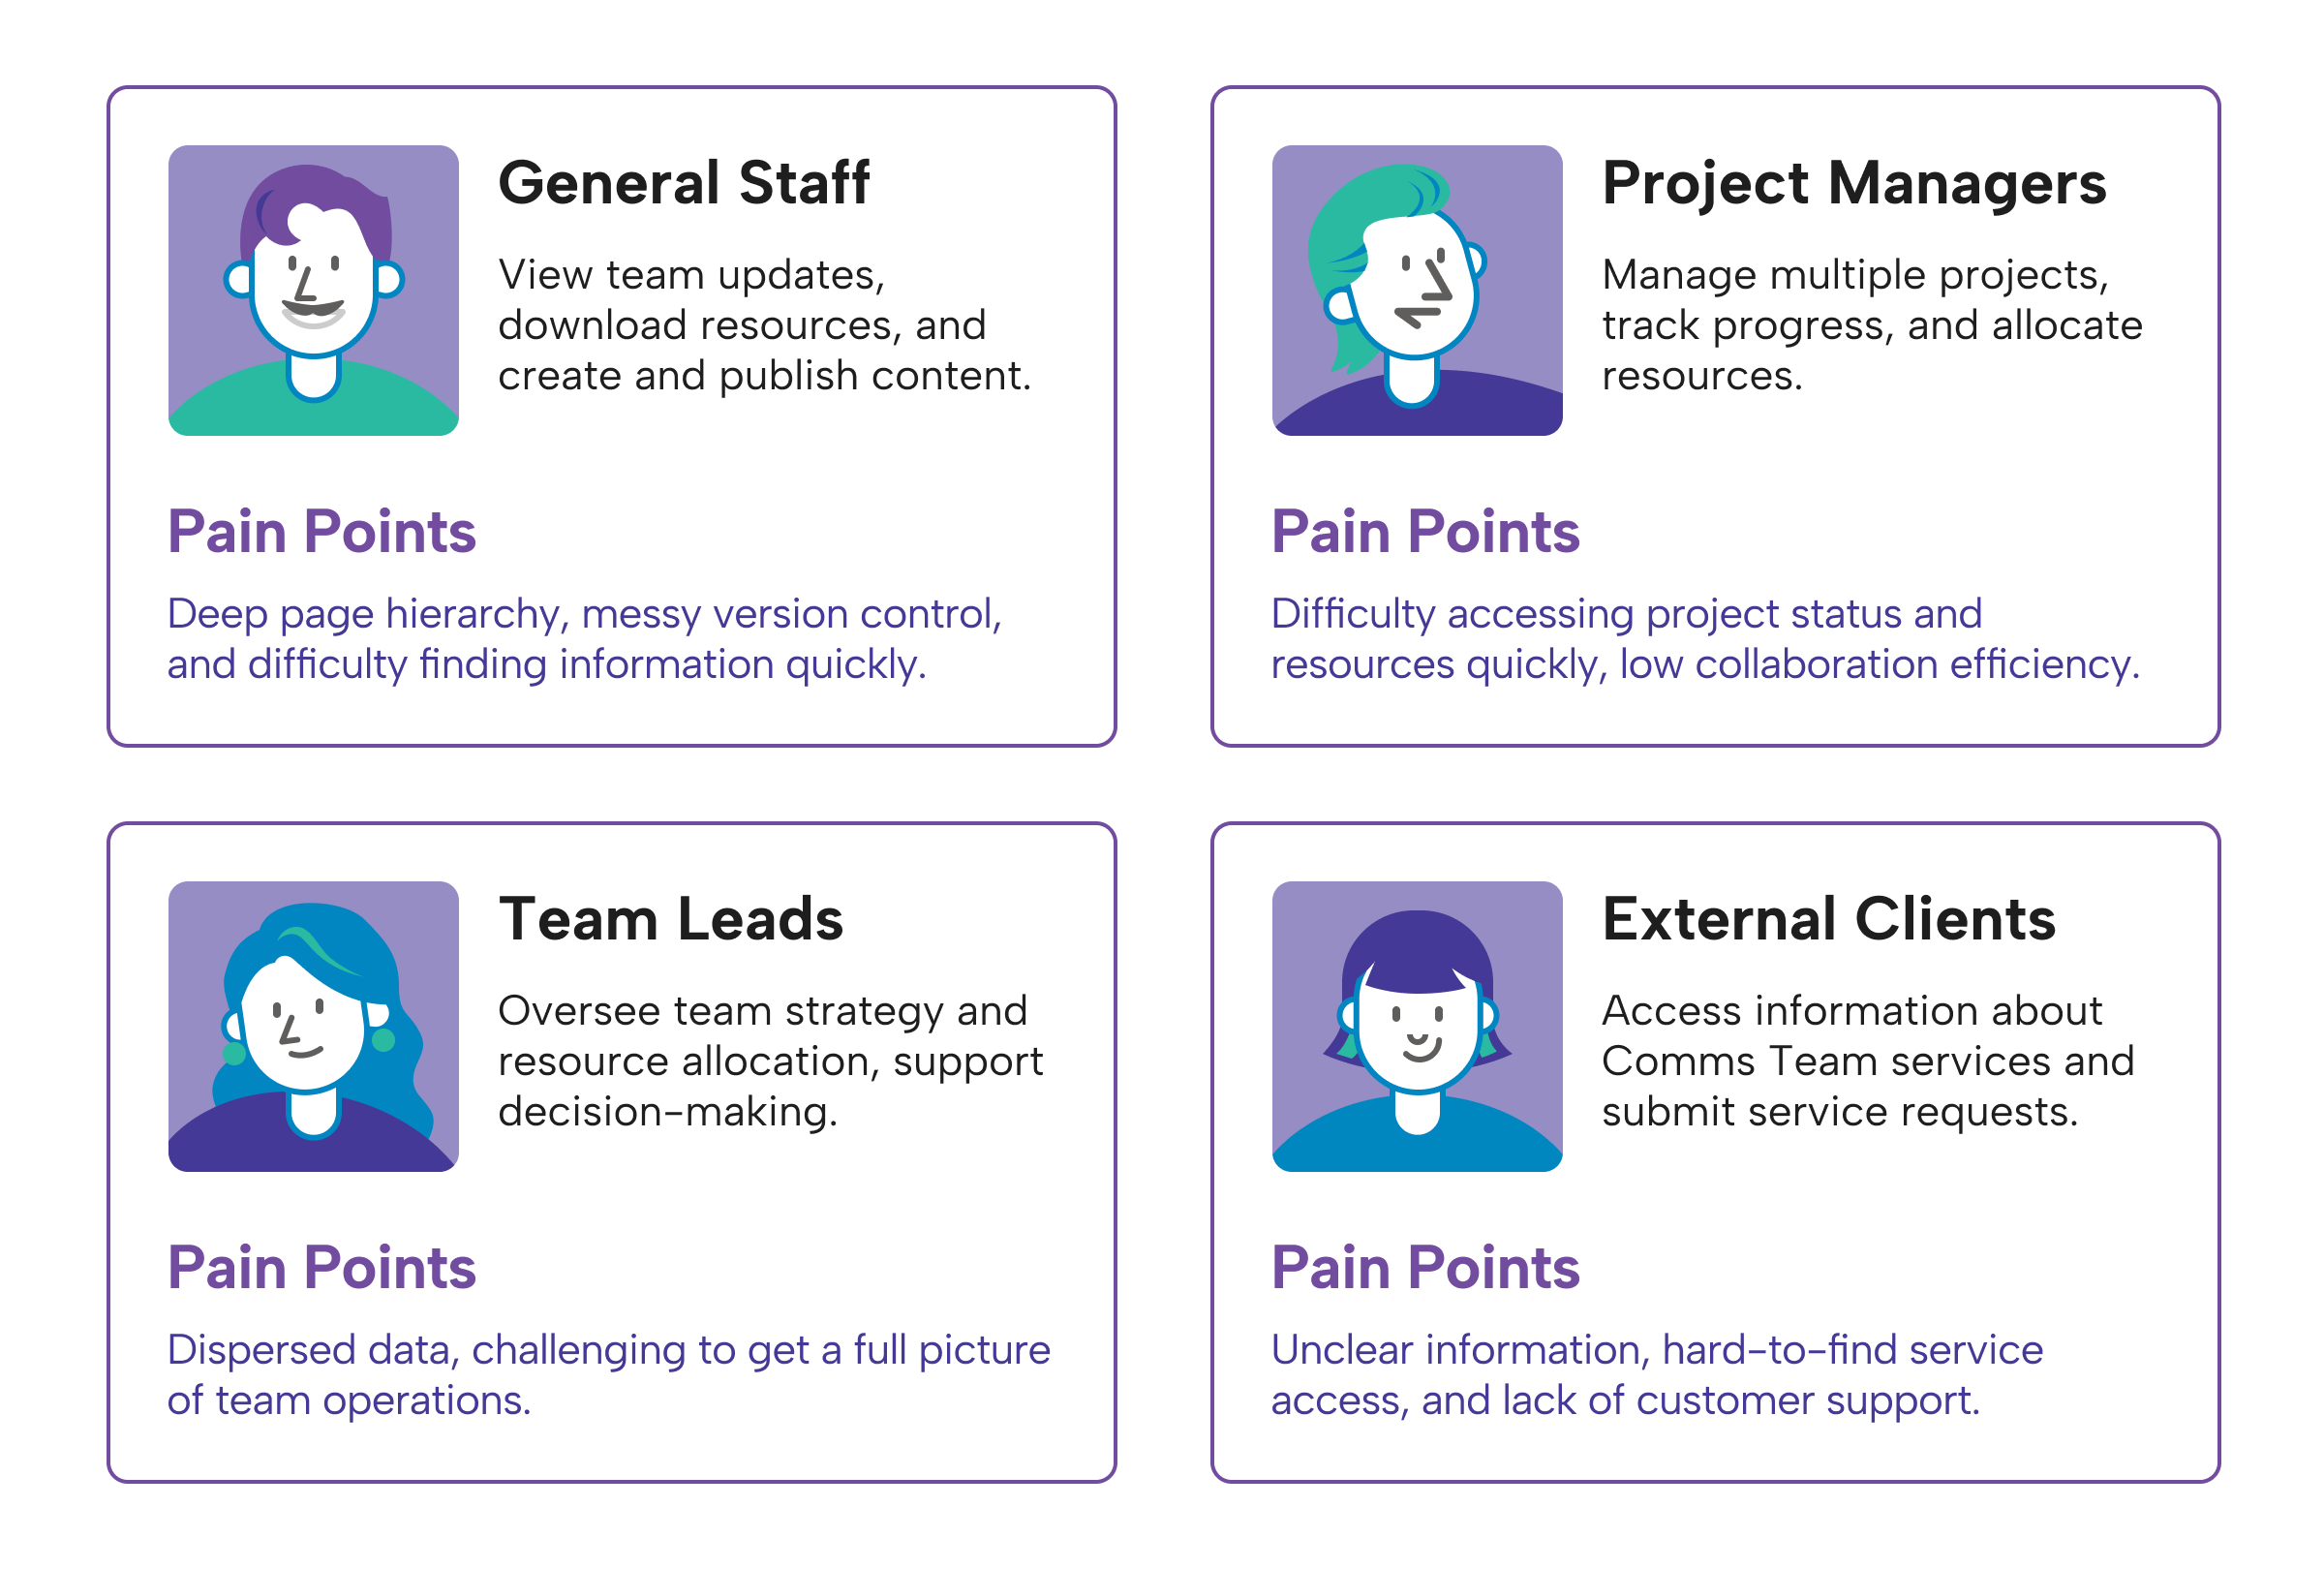 General Staff
View team updates,
download resources, and
create and publish content.
Pain Points
Deep page hierarchy, messy version control,
and difficulty finding information quickly.
Project Managers
Manage multiple projects,
track progress, and allocate
resources.
Pain Points
Difficulty accessing project status and
resources quickly, low collaboration efficiency.
Team Leads
Oversee team strategy and
resource allocation, support
decision-making.
Pain Points
Dispersed data, challenging to get a full picture
of team operations.
External Clients
Access information about
Comms Team services and
submit service requests.
Pain Points
Unclear information, hard-to-find service
access, and lack of customer support.